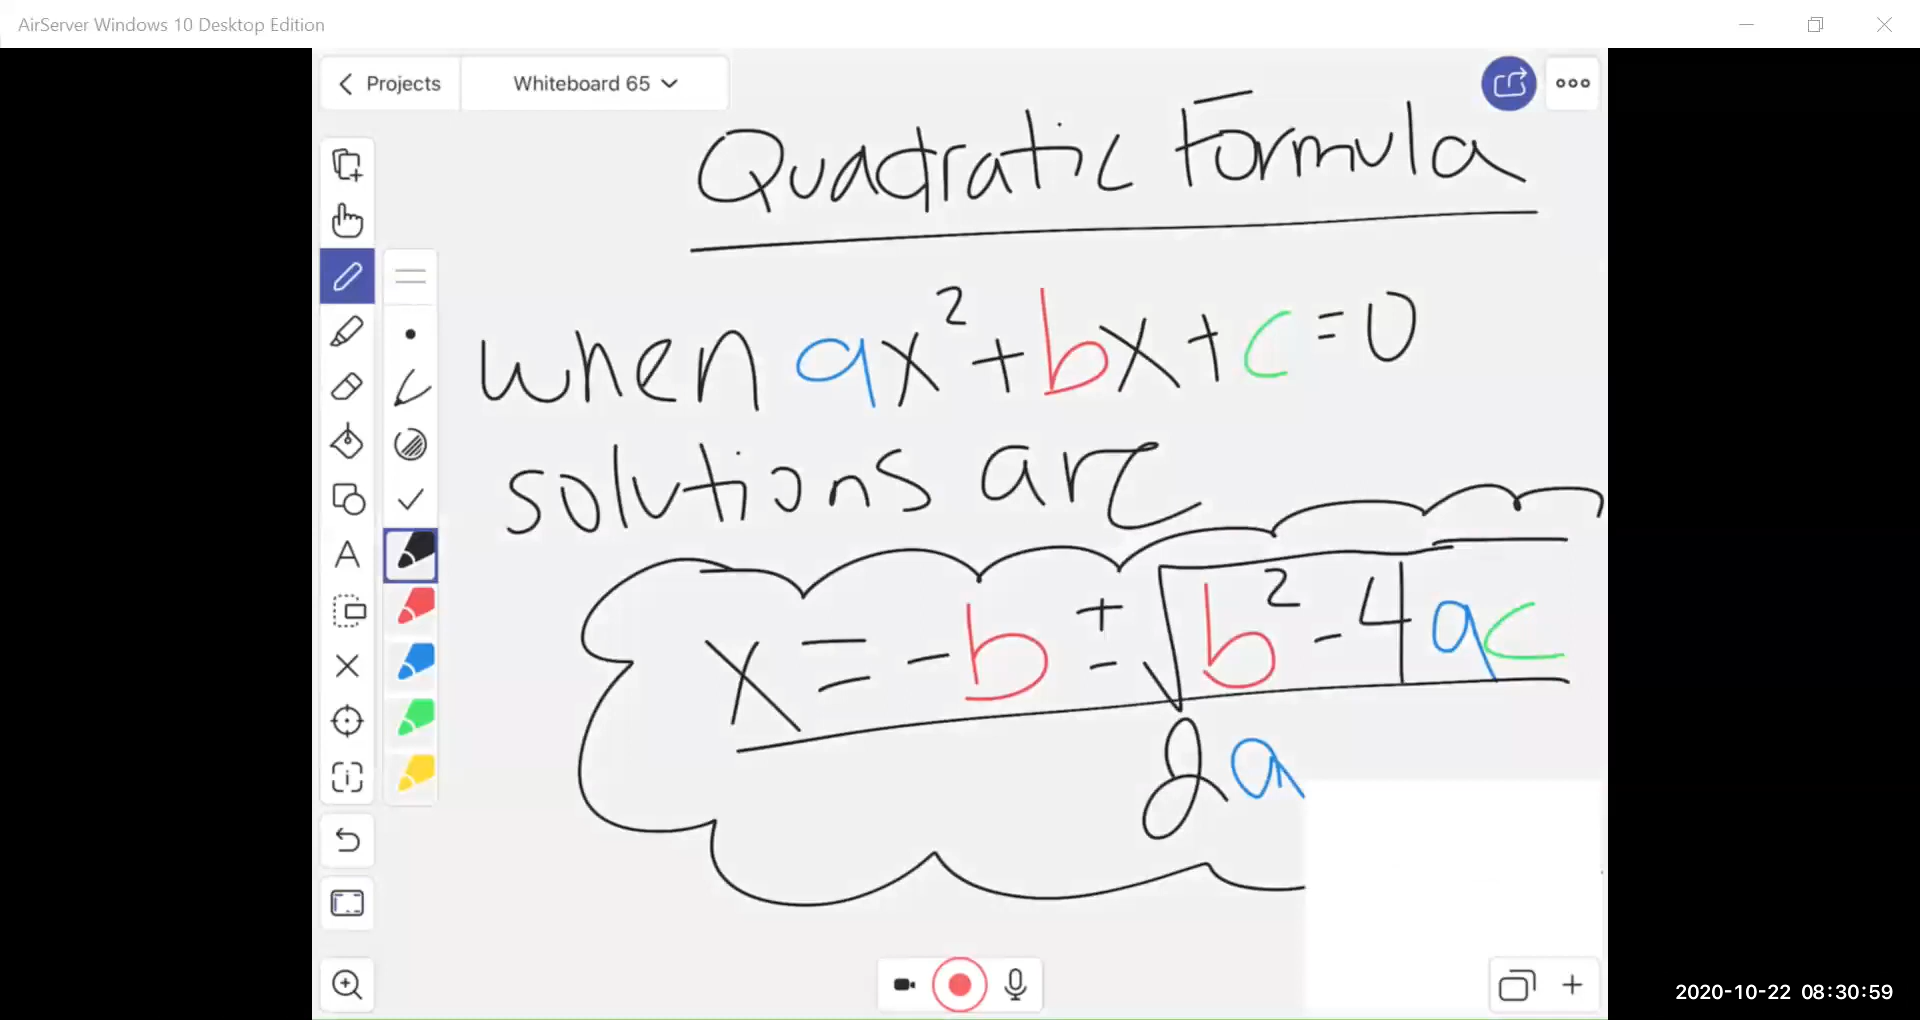 AirServer Windows 10 Desktop Edition
Projects
Whiteboard 65
Quadratic Formula
when ax²+bx+c=0
solutions are
x = -b ± √b²-4ac
2a
A
2020-10-22 08:30:59